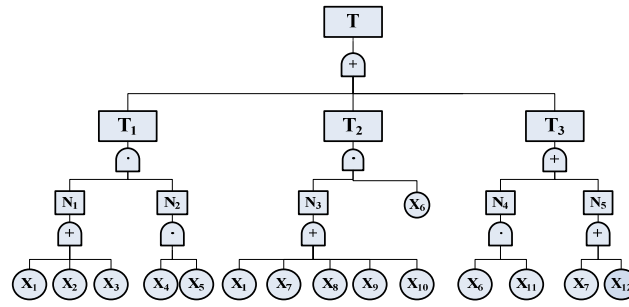 T
+
T₁ T₂ T₃
· · +
N₁ N₂ N₃ X₆ N₄ N₅
+ · + · +
X₁ X₂ X₃ X₄ X₅ X₁ X₇ X₈ X₉ X₁₀ X₆ X₁₁ X₇ X₁₂